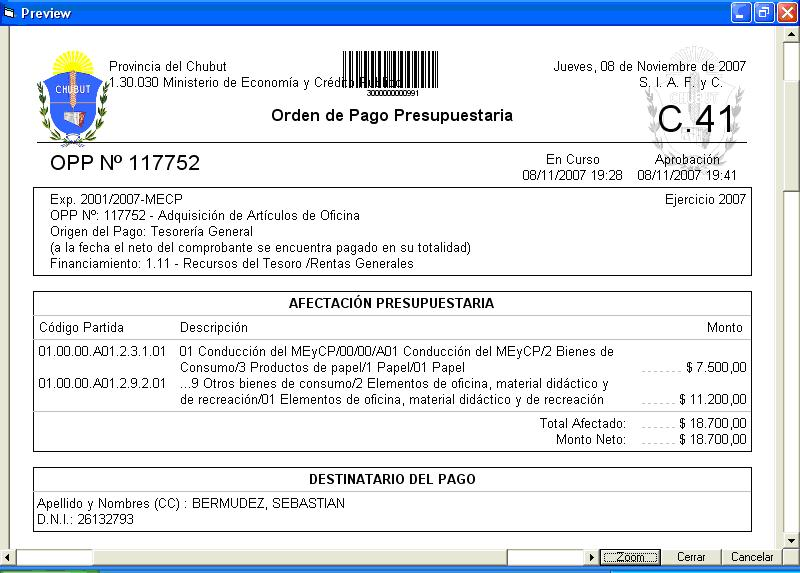 Preview
Provincia del Chubut
1.30.030 Ministerio de Economía y Crédito Público
3000000000991
Jueves, 08 de Noviembre de 2007
S. I. A. F. y C.
CHUBUT
CHUBUT
Orden de Pago Presupuestaria
C.41
OPP Nº 117752
En Curso
08/11/2007 19:28
Aprobación
08/11/2007 19:41
Exp. 2001/2007-MECP
Ejercicio 2007
OPP Nº: 117752 - Adquisición de Artículos de Oficina
Origen del Pago: Tesorería General
(a la fecha el neto del comprobante se encuentra pagado en su totalidad)
Financiamiento: 1.11 - Recursos del Tesoro /Rentas Generales
AFECTACIÓN PRESUPUESTARIA
Código Partida Descripción Monto
01.00.00.A01.2.3.1.01 01 Conducción del MEyCP/00/00/A01 Conducción del MEyCP/2 Bienes de
Consumo/3 Productos de papel/1 Papel/01 Papel $ 7.500,00
01.00.00.A01.2.9.2.01 ...9 Otros bienes de consumo/2 Elementos de oficina, material didáctico y
de recreación/01 Elementos de oficina, material didáctico y de recreación $ 11.200,00
Total Afectado: $ 18.700,00
Monto Neto: $ 18.700,00
DESTINATARIO DEL PAGO
Apellido y Nombres (CC) : BERMUDEZ, SEBASTIAN
D.N.I.: 26132793
Zoom Cerrar Cancelar